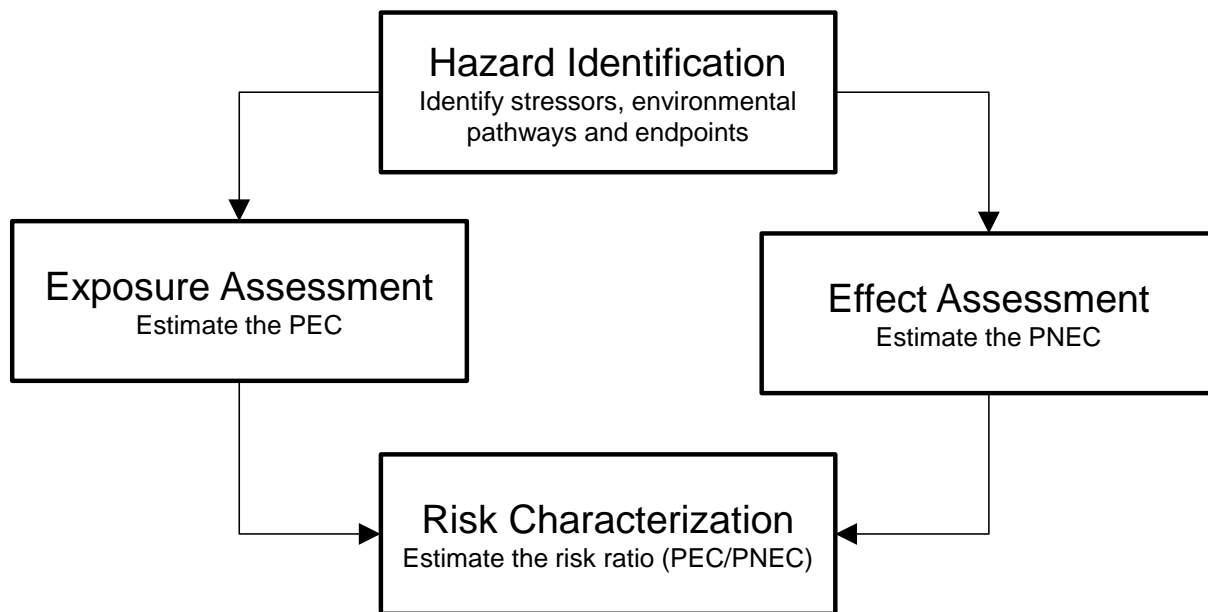 Hazard Identification
Identify stressors, environmental
pathways and endpoints
Exposure Assessment
Estimate the PEC
Effect Assessment
Estimate the PNEC
Risk Characterization
Estimate the risk ratio (PEC/PNEC)